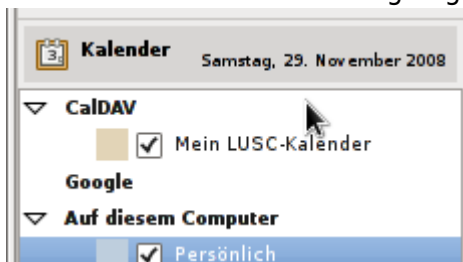 Kalender Samstag, 29. November 2008
CalDAV
Mein LUSC-Kalender
Google
Auf diesem Computer
Persönlich